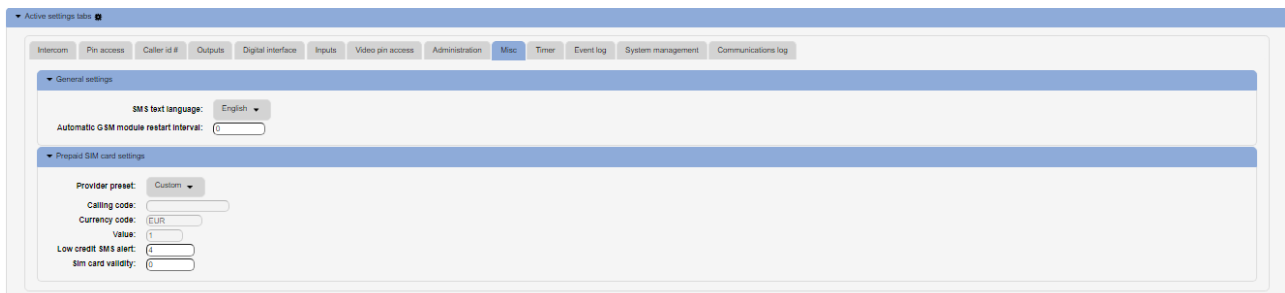 Active settings tabs
Intercom Pin access Caller id # Outputs Digital interface Inputs Video pin access Administration Misc Timer Event log System management Communications log
General settings
SMS text language: English
Automatic GSM module restart interval: 0
Prepaid SIM card settings
Provider preset: Custom
Calling code:
Currency code: EUR
Value: 1
Low credit SMS alert: 4
Sim card validity: 0